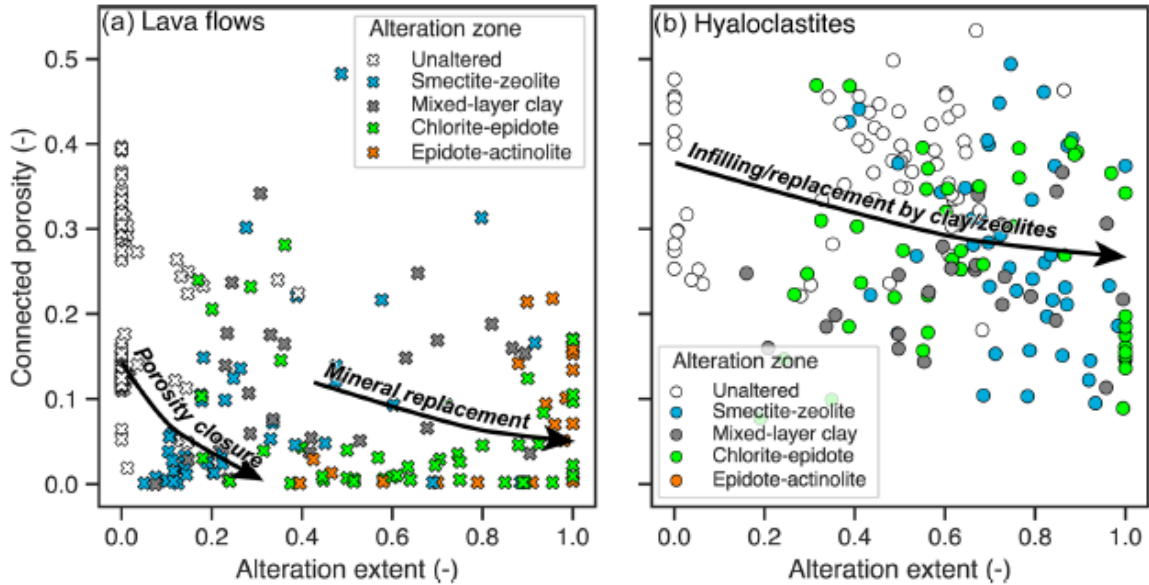 (a) Lava flows
Alteration zone
Unaltered
Smectite-zeolite
Mixed-layer clay
Chlorite-epidote
Epidote-actinolite
Porosity closure
Mineral replacement
Connected porosity (-)
0.5
0.4
0.3
0.2
0.1
0.0
0.0 0.2 0.4 0.6 0.8 1.0
Alteration extent (-)
(b) Hyaloclastites
Infilling/replacement by clay/zeolites
Alteration zone
Unaltered
Smectite-zeolite
Mixed-layer clay
Chlorite-epidote
Epidote-actinolite
0.0 0.2 0.4 0.6 0.8 1.0
Alteration extent (-)